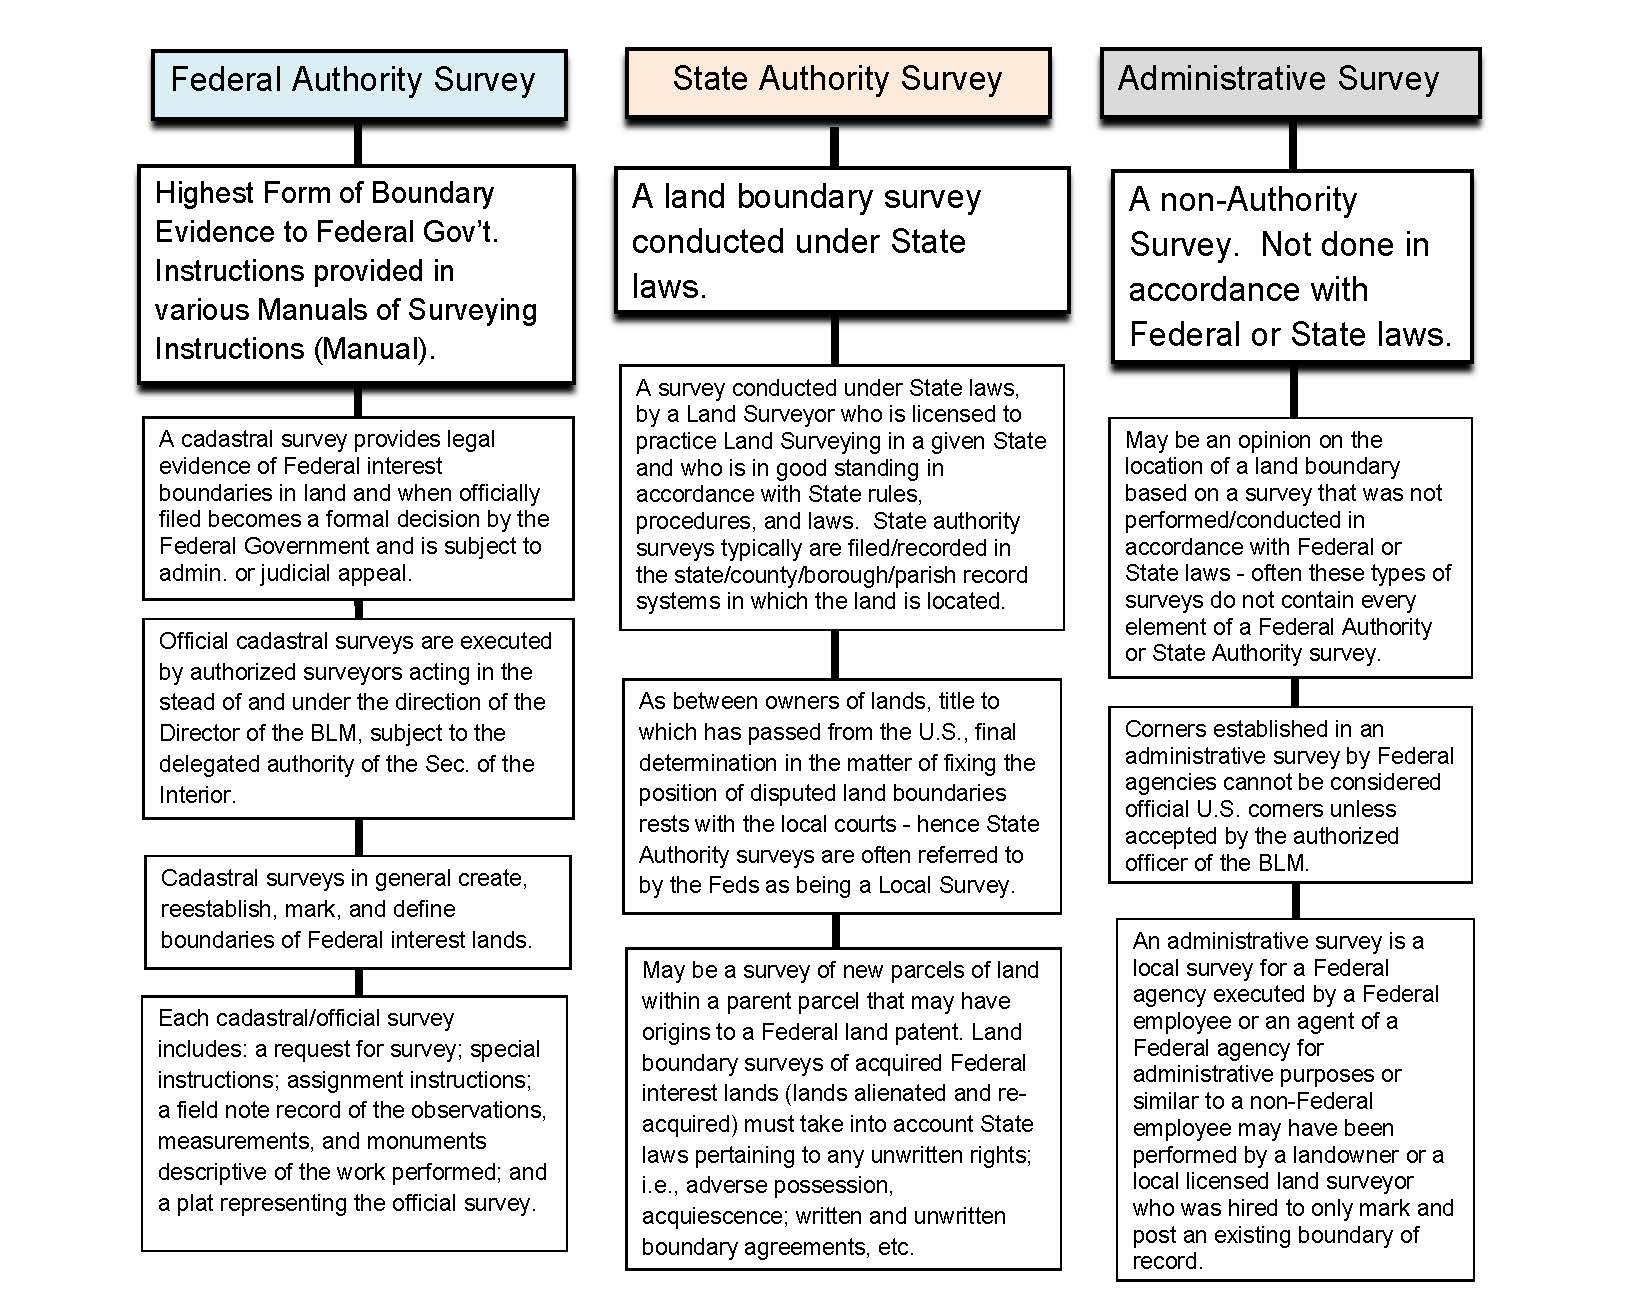 Federal Authority Survey
Highest Form of Boundary
Evidence to Federal Gov’t.
Instructions provided in
various Manuals of Surveying
Instructions (Manual).
A cadastral survey provides legal
evidence of Federal interest
boundaries in land and when officially
filed becomes a formal decision by the
Federal Government and is subject to
admin. or judicial appeal.
Official cadastral surveys are executed
by authorized surveyors acting in the
stead of and under the direction of the
Director of the BLM, subject to the
delegated authority of the Sec. of the
Interior.
Cadastral surveys in general create,
reestablish, mark, and define
boundaries of Federal interest lands.
Each cadastral/official survey
includes: a request for survey; special
instructions; assignment instructions;
a field note record of the observations,
measurements, and monuments
descriptive of the work performed; and
a plat representing the official survey.
State Authority Survey
A land boundary survey
conducted under State
laws.
A survey conducted under State laws,
by a Land Surveyor who is licensed to
practice Land Surveying in a given State
and who is in good standing in
accordance with State rules,
procedures, and laws.  State authority
surveys typically are filed/recorded in
the state/county/borough/parish record
systems in which the land is located.
As between owners of lands, title to
which has passed from the U.S., final
determination in the matter of fixing the
position of disputed land boundaries
rests with the local courts - hence State
Authority surveys are often referred to
by the Feds as being a Local Survey.
May be a survey of new parcels of land
within a parent parcel that may have
origins to a Federal land patent. Land
boundary surveys of acquired Federal
interest lands (lands alienated and re-
acquired) must take into account State
laws pertaining to any unwritten rights;
i.e., adverse possession,
acquiescence; written and unwritten
boundary agreements, etc.
Administrative Survey
A non-Authority
Survey.  Not done in
accordance with
Federal or State laws.
May be an opinion on the
location of a land boundary
based on a survey that was not
performed/conducted in
accordance with Federal or
State laws - often these types of
surveys do not contain every
element of a Federal Authority
or State Authority survey.
Corners established in an
administrative survey by Federal
agencies cannot be considered
official U.S. corners unless
accepted by the authorized
officer of the BLM.
An administrative survey is a
local survey for a Federal
agency executed by a Federal
employee or an agent of a
Federal agency for
administrative purposes or
similar to a non-Federal
employee may have been
performed by a landowner or a
local licensed land surveyor
who was hired to only mark and
post an existing boundary of
record.